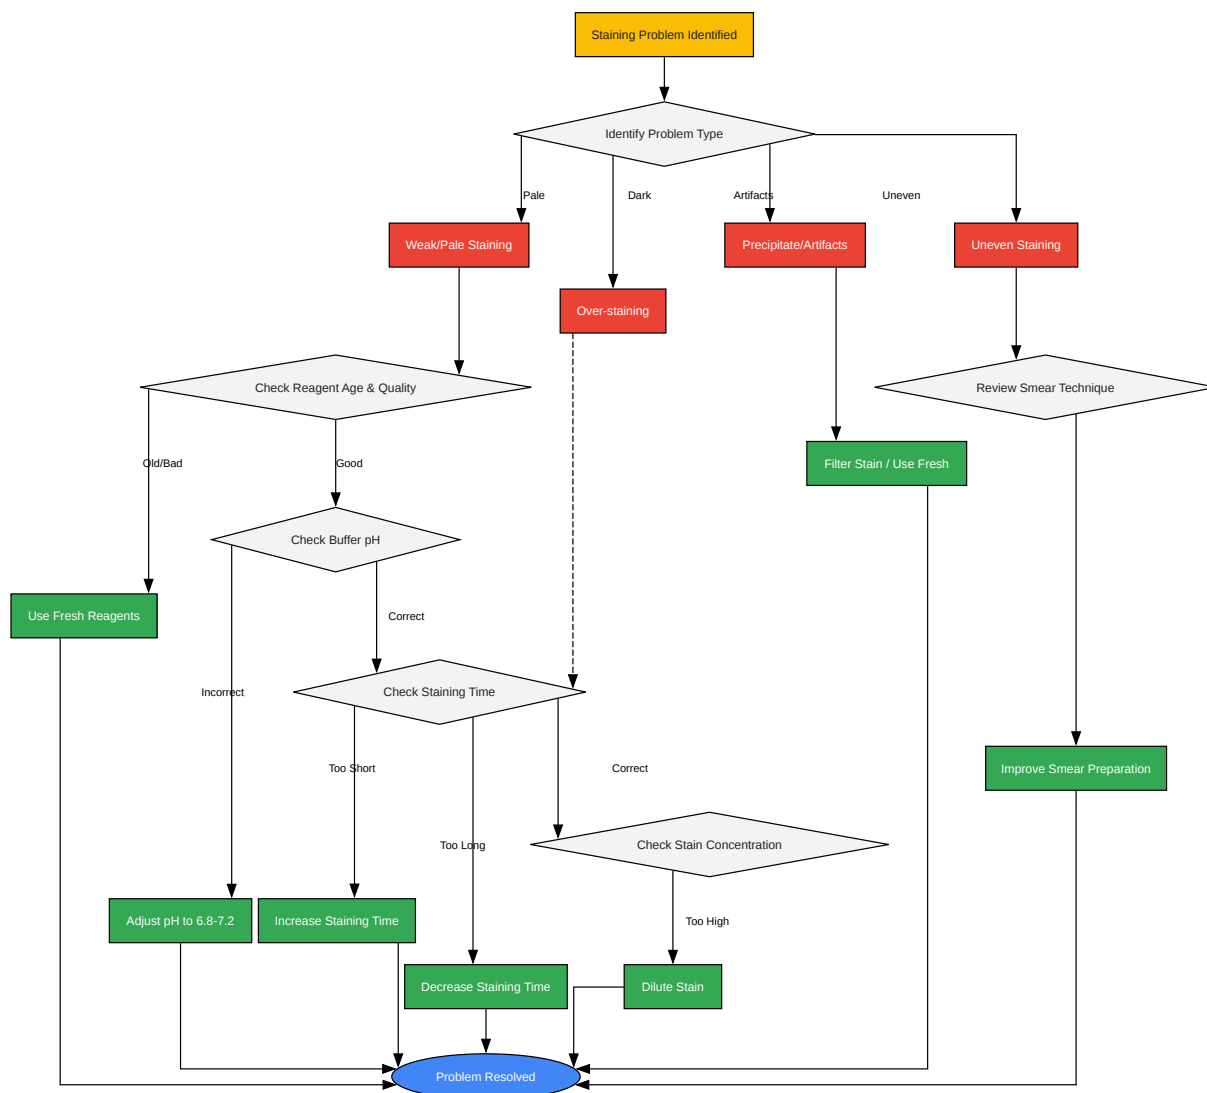 Staining Problem Identified
Identify Problem Type
Pale
Dark
Artifacts
Uneven
Weak/Pale Staining
Precipitate/Artifacts
Uneven Staining
Over-staining
Check Reagent Age & Quality
Review Smear Technique
Old/Bad
Good
Filter Stain / Use Fresh
Check Buffer pH
Use Fresh Reagents
Correct
Incorrect
Check Staining Time
Too Short
Correct
Improve Smear Preparation
Too Long
Check Stain Concentration
Adjust pH to 6.8-7.2
Increase Staining Time
Too High
Decrease Staining Time
Dilute Stain
Problem Resolved